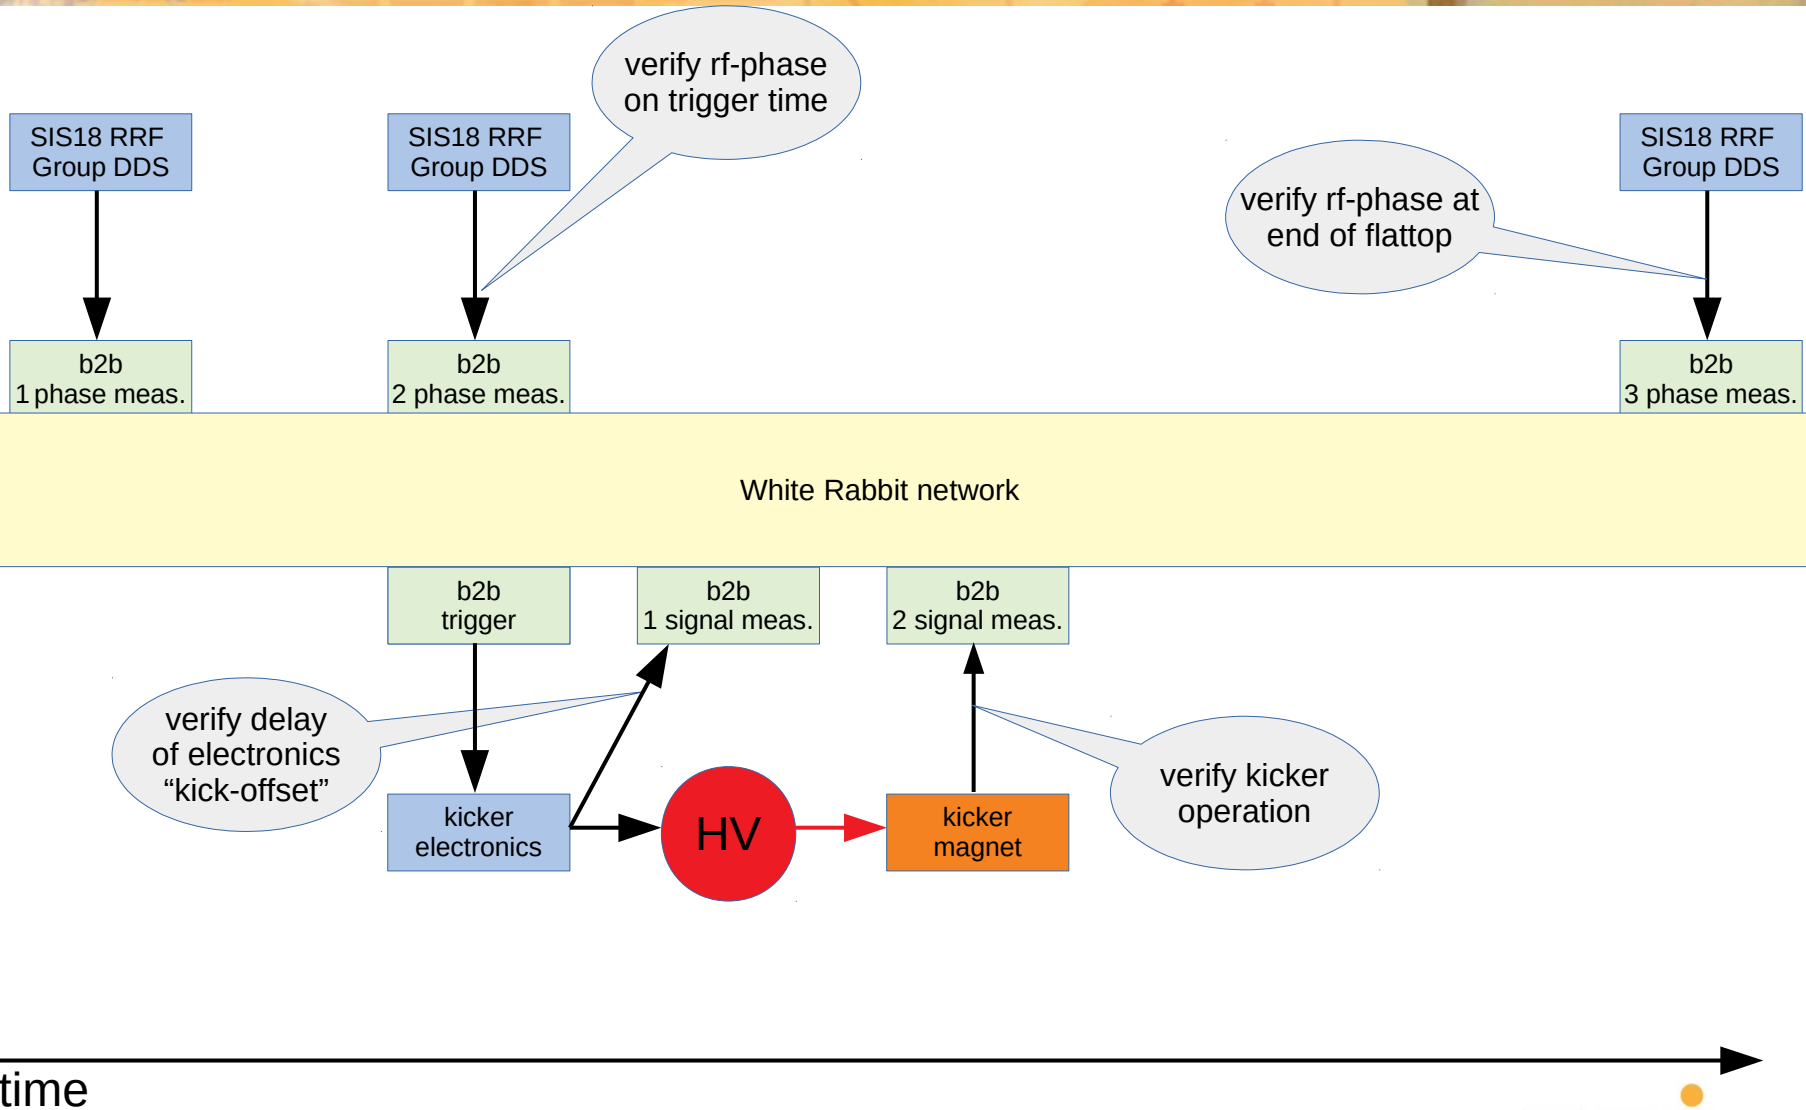 verify rf-phase
on trigger time
SIS18 RRF
Group DDS
SIS18 RRF
Group DDS
SIS18 RRF
Group DDS
verify rf-phase at
end of flattop
b2b
1 phase meas.
b2b
2 phase meas.
b2b
3 phase meas.
White Rabbit network
b2b
trigger
b2b
1 signal meas.
b2b
2 signal meas.
verify delay
of electronics
“kick-offset”
kicker
electronics
HV
kicker
magnet
verify kicker
operation
time